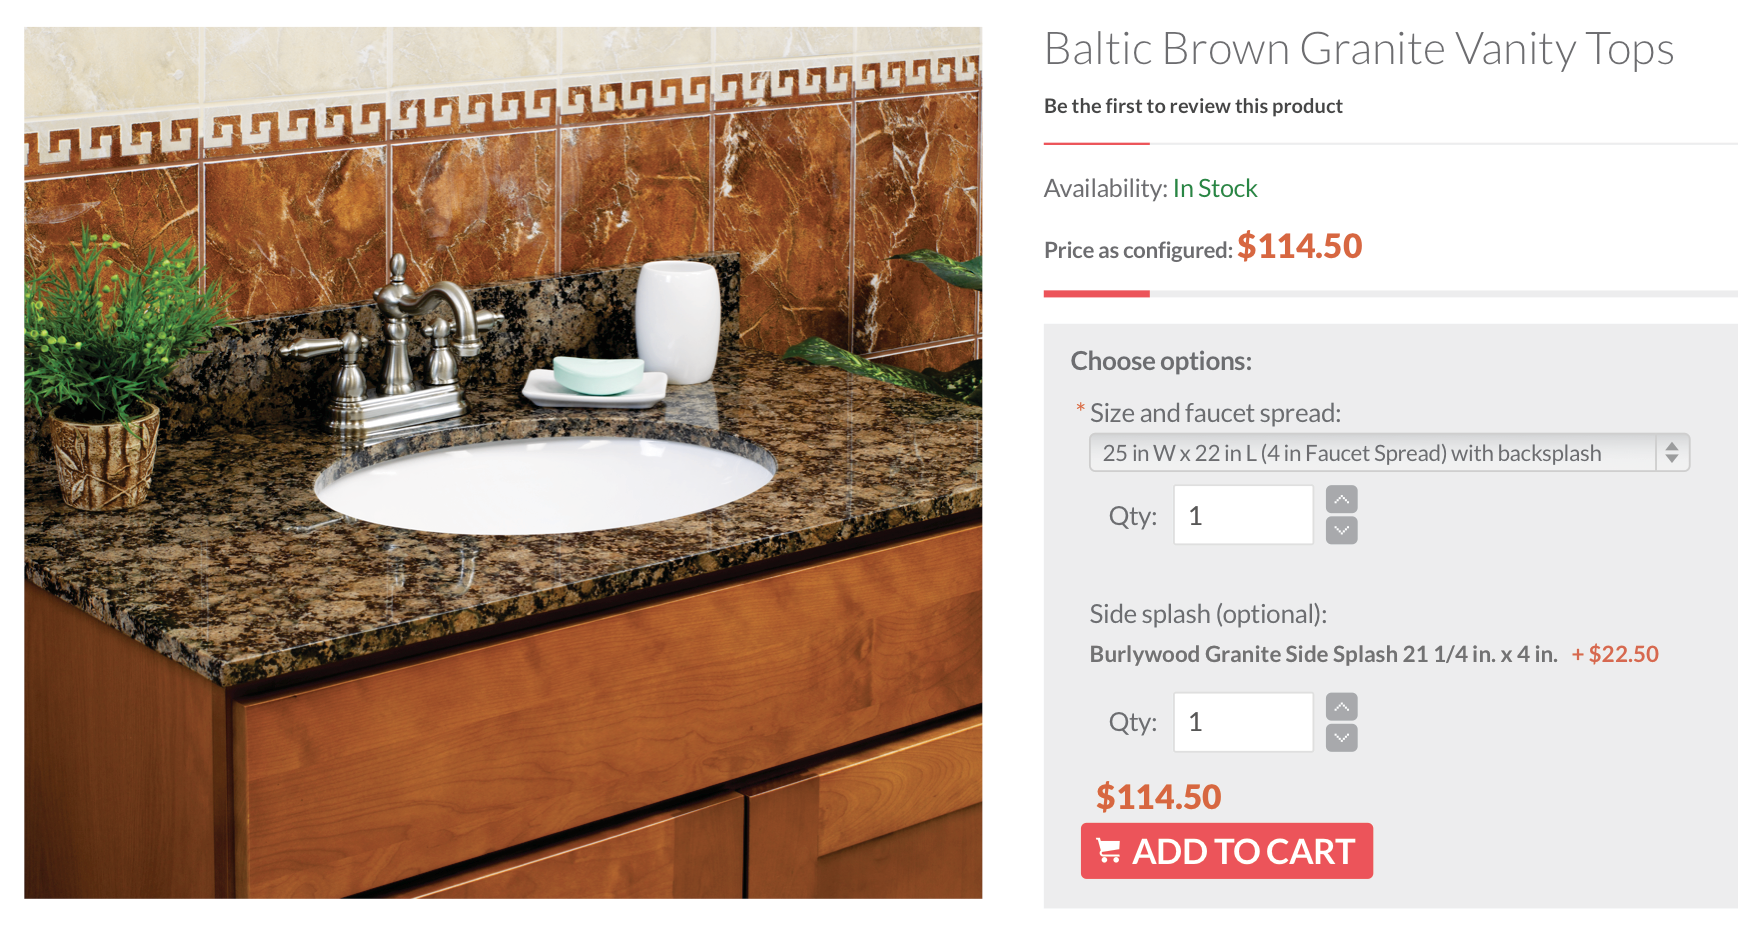 Baltic Brown Granite Vanity Tops
Be the first to review this product
Availability: In Stock
Price as configured: $114.50
Choose options:
* Size and faucet spread:
25 in W x 22 in L (4 in Faucet Spread) with backsplash
Qty: 1
Side splash (optional):
Burlywood Granite Side Splash 21 1/4 in. x 4 in. + $22.50
Qty: 1
$114.50
ADD TO CART